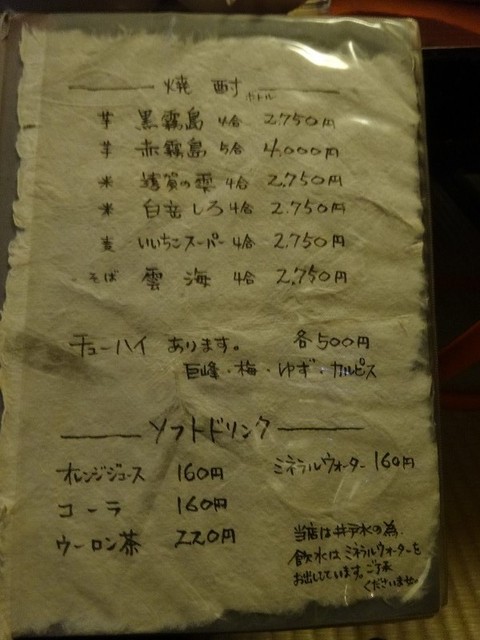 焼酎 ボトル
芋 黒霧島 4合 2,750円
芋 赤霧島 5合 4,000円
米 の雫 4合 2,750円
米 白岳しろ 4合 2,750円
麦 いいちこスーパー 4合 2,750円
そば 雲海 4合 2,750円
チューハイ あります。 各500円
巨峰・梅・ゆず・カルピス
ソフトドリンク
オレンジジュース 160円
ミネラルウォーター 160円
コーラ 160円
ウーロン茶 220円
当店は井戸水の為
飲水はミネラルウォーターを
お出ししています。ご了承
くださいませ。